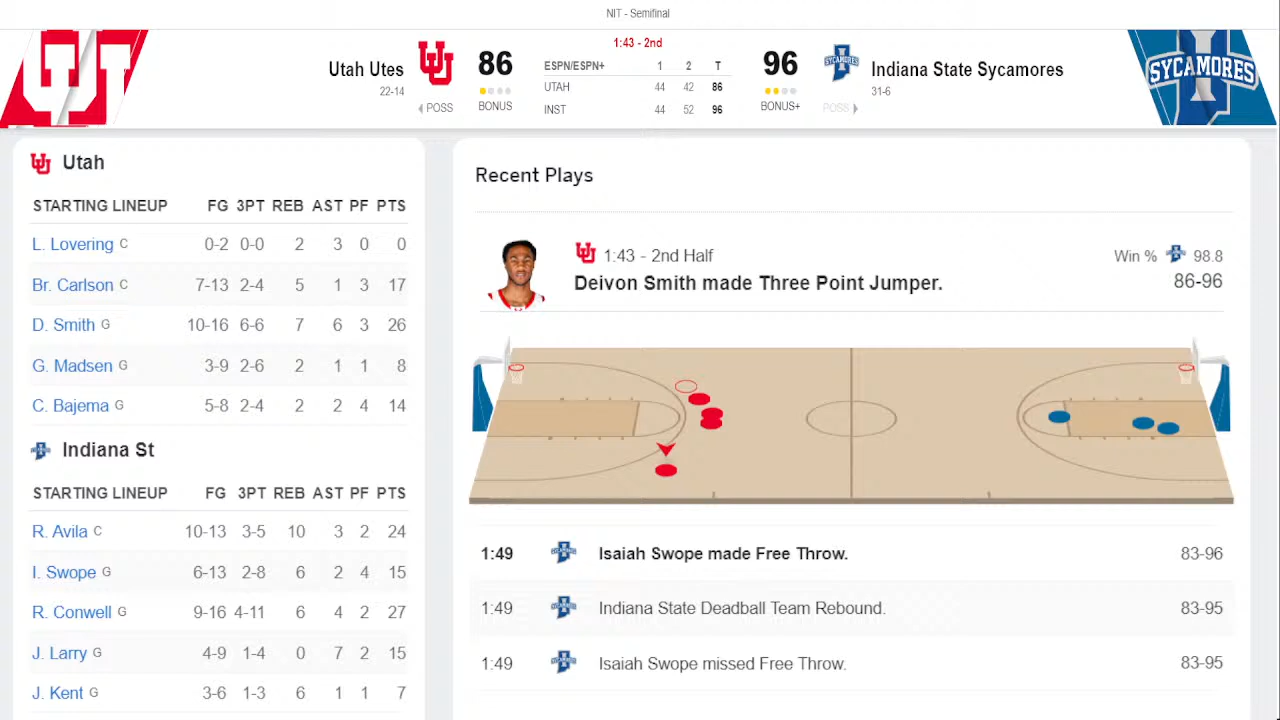 NIT - Semifinal
Utah Utes
22-14
POSS
86
BONUS
1:43 - 2nd
ESPN/ESPN+ 1 2 T
UTAH 44 42 86
INST 44 52 96
96
BONUS+
SYCAMORES
POSS
Indiana State Sycamores
31-6
SYCAMORES
Utah
STARTING LINEUP FG 3PT REB AST PF PTS
L. Lovering C 0-2 0-0 2 3 0 0
Br. Carlson C 7-13 2-4 5 1 3 17
D. Smith G 10-16 6-6 7 6 3 26
G. Madsen G 3-9 2-6 2 1 1 8
C. Bajema G 5-8 2-4 2 2 4 14
Indiana St
STARTING LINEUP FG 3PT REB AST PF PTS
R. Avila C 10-13 3-5 10 3 2 24
I. Swope G 6-13 2-8 6 2 4 15
R. Conwell G 9-16 4-11 6 4 2 27
J. Larry G 4-9 1-4 0 7 2 15
J. Kent G 3-6 1-3 6 1 1 7
Recent Plays
1:43 - 2nd Half
Deivon Smith made Three Point Jumper.
Win % 98.8
86-96
1:49 Isaiah Swope made Free Throw. 83-96
1:49 Indiana State Deadball Team Rebound. 83-95
1:49 Isaiah Swope missed Free Throw. 83-95